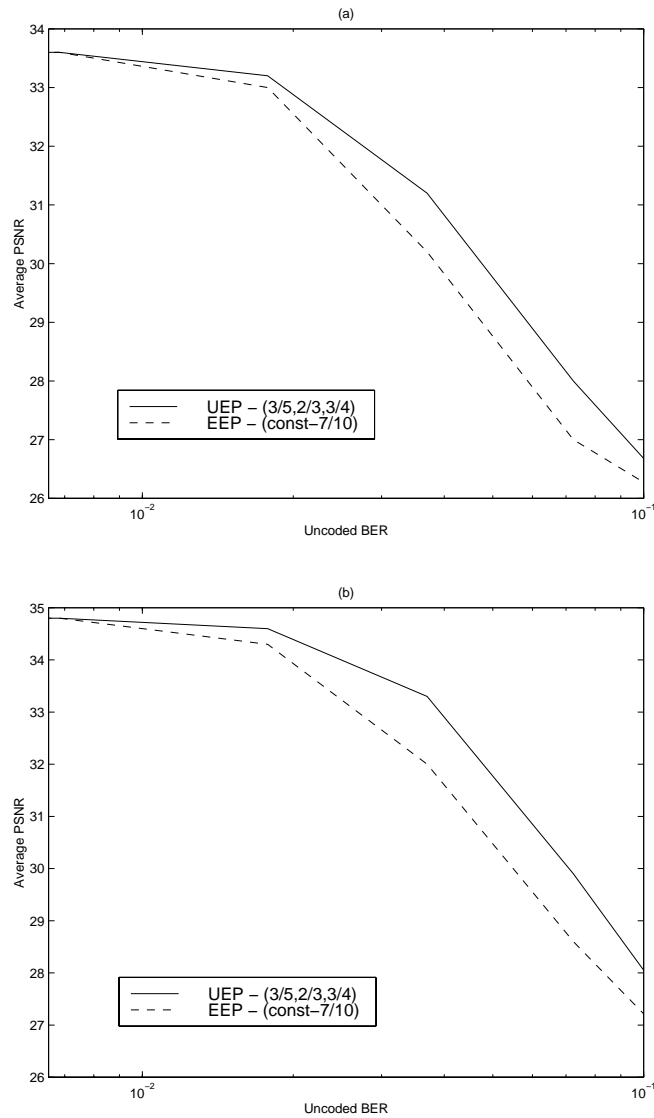 (a)
34
33
32
31
30
29
28
27
26
Average PSNR
UEP − (3/5,2/3,3/4)
EEP − (const−7/10)
10−2
10−1
Uncoded BER
(b)
35
34
33
32
31
30
29
28
27
26
Average PSNR
UEP − (3/5,2/3,3/4)
EEP − (const−7/10)
10−2
10−1
Uncoded BER